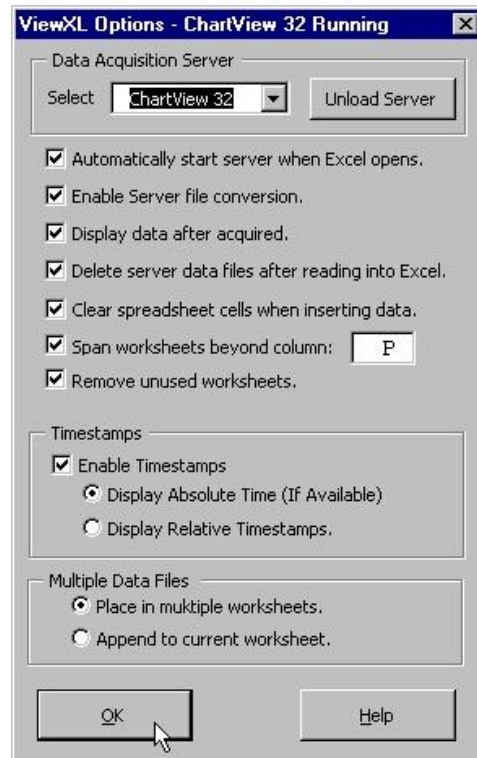 ViewXL Options - ChartView 32 Running
Data Acquisition Server
Select ChartView 32 Unload Server
Automatically start server when Excel opens.
Enable Server file conversion.
Display data after acquired.
Delete server data files after reading into Excel.
Clear spreadsheet cells when inserting data.
Span worksheets beyond column: P
Remove unused worksheets.
Timestamps
Enable Timestamps
Display Absolute Time (If Available)
Display Relative Timestamps.
Multiple Data Files
Place in muktiple worksheets.
Append to current worksheet.
OK Help